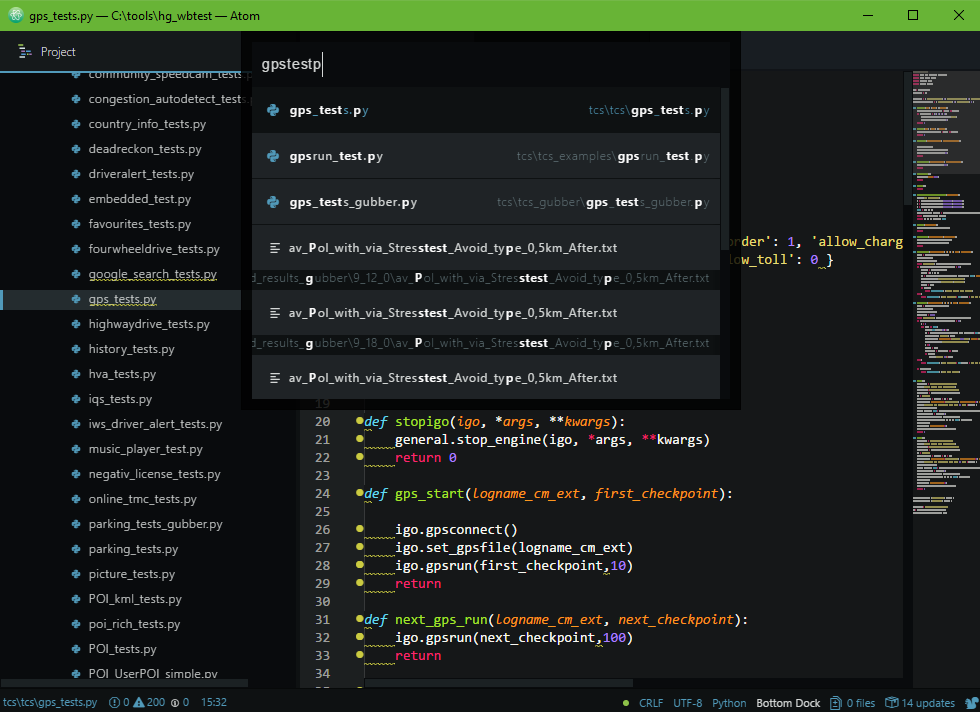 gps_tests.py — C:\tools\hg_wbtest — Atom
Project
community_speedcam_tests.p
congestion_autodetect_tests.
country_info_tests.py
deadreckon_tests.py
driveralert_tests.py
embedded_test.py
favourites_tests.py
fourwheeldrive_tests.py
google_search_tests.py
gps_tests.py
highwaydrive_tests.py
history_tests.py
hva_tests.py
iqs_tests.py
iws_driver_alert_tests.py
music_player_test.py
negativ_license_tests.py
online_tmc_tests.py
parking_tests_gubber.py
parking_tests.py
picture_tests.py
POI_kml_tests.py
poi_rich_tests.py
POI_tests.py
POI_UserPOI_simple.py
gpstestp
gps_tests.py tcs\tcs\gps_tests.py
gpsrun_test.py tcs\tcs_examples\gpsrun_test.py
gps_tests_gubber.py tcs\tcs_gubber\gps_tests_gubber.py
av_Pol_with_via_Stresstest_Avoid_type_0,5km_After.txt
d_results_gubber\9_12_0\av_Pol_with_via_Stresstest_Avoid_type_0,5km_After.txt
av_Pol_with_via_Stresstest_Avoid_type_0,5km_After.txt
d_results_gubber\9_18_0\av_Pol_with_via_Stresstest_Avoid_type_0,5km_After.txt
av_Pol_with_via_Stresstest_Avoid_type_0,5km_After.txt
rder': 1, 'allow_charg
low_toll': 0 }
19
20 def stopigo(igo, *args, **kwargs):
21 general.stop_engine(igo, *args, **kwargs)
22 return 0
23
24 def gps_start(logname_cm_ext, first_checkpoint):
25
26 igo.gpsconnect()
27 igo.set_gpsfile(logname_cm_ext)
28 igo.gpsrun(first_checkpoint,10)
29 return
30
31 def next_gps_run(logname_cm_ext, next_checkpoint):
32 igo.gpsrun(next_checkpoint,100)
33 return
34
tcs\tcs\gps_tests.py 0 200 0 15:32 CRLF UTF-8 Python Bottom Dock 0 files 14 updates